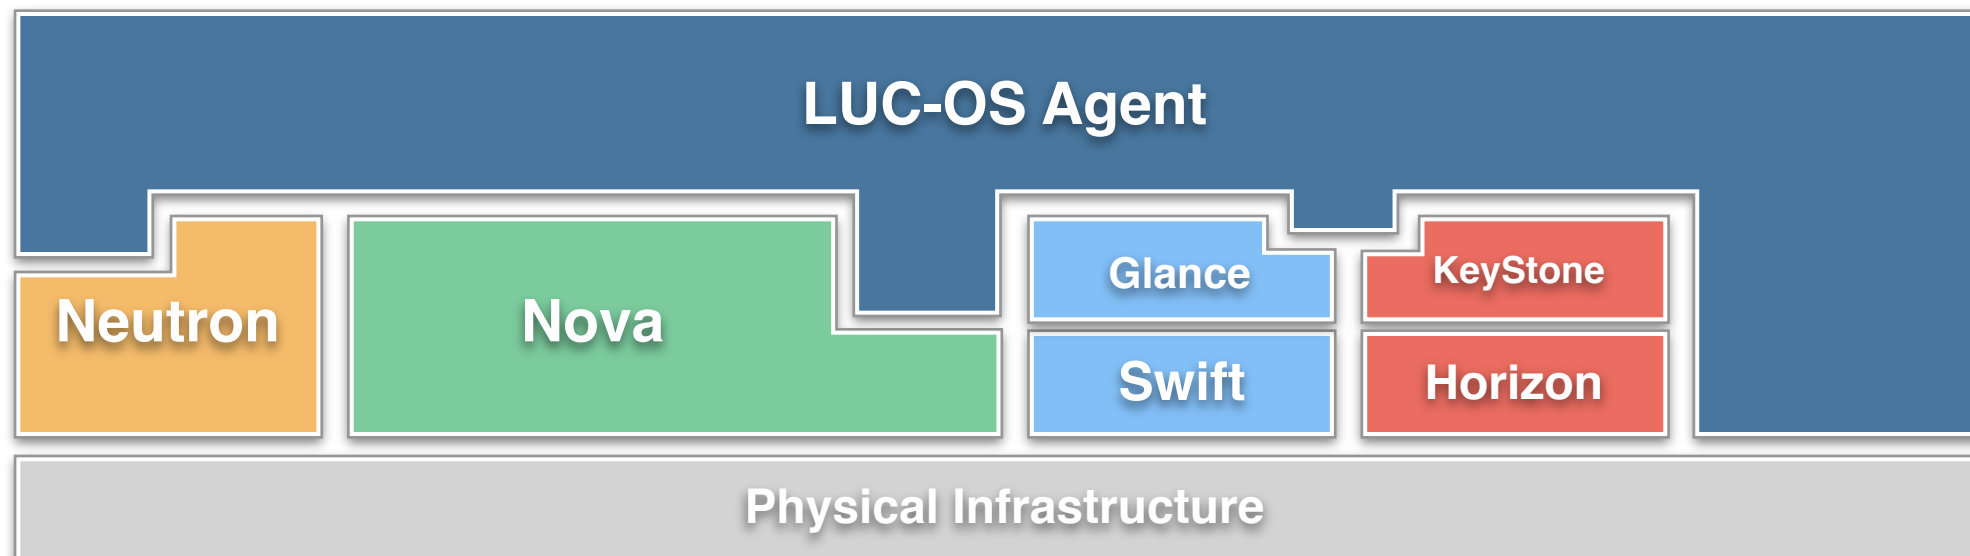 LUC-OS Agent
Neutron
Nova
Glance
KeyStone
Swift
Horizon
Physical Infrastructure